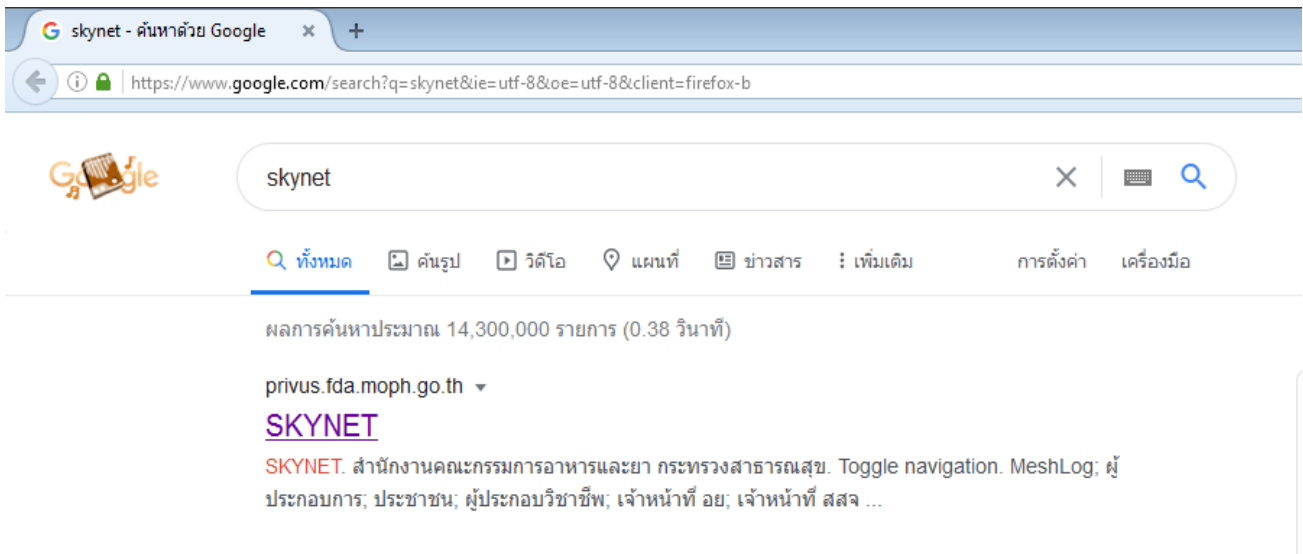 skynet - ค้นหาด้วย Google
https://www.google.com/search?q=skynet&ie=utf-8&oe=utf-8&client=firefox-b
Google
skynet
ทั้งหมด ค้นรูป วิดีโอ แผนที่ ข่าวสาร เพิ่มเติม การตั้งค่า เครื่องมือ
ผลการค้นหาประมาณ 14,300,000 รายการ (0.38 วินาที)
privus.fda.moph.go.th
SKYNET
SKYNET. สำนักงานคณะกรรมการอาหารและยา กระทรวงสาธารณสุข. Toggle navigation. MeshLog; ผู้
ประกอบการ; ประชาชน; ผู้ประกอบวิชาชีพ; เจ้าหน้าที่ อย; เจ้าหน้าที่ สสจ ...